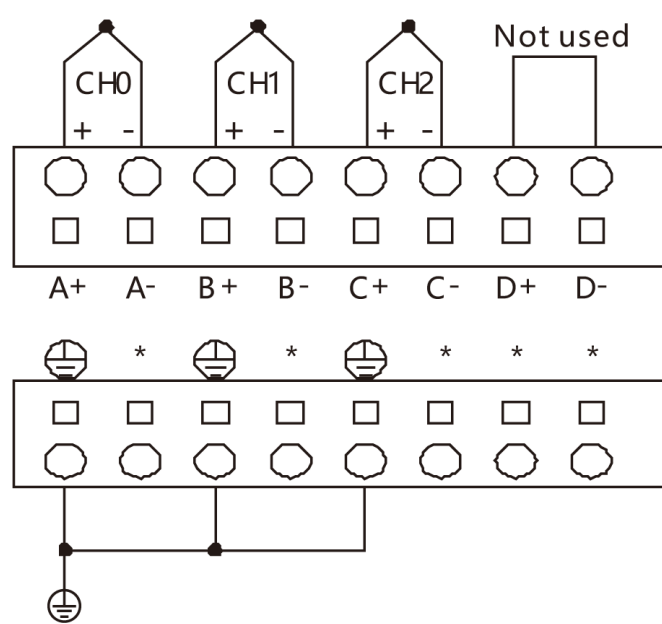 Not used
CH0 CH1 CH2
+ - + - + -
A+ A- B+ B- C+ C- D+ D-
* * * * *